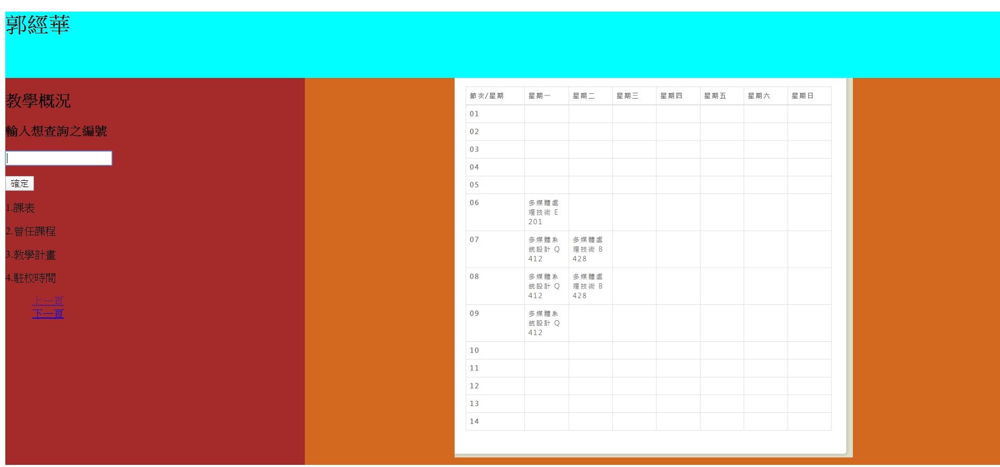 郭經華
教學概況
輸入想查詢之編號
確定
1.課表
2.曾任課程
3.教學計畫
4.駐校時間
上一頁
下一頁
節次/星期 星期一 星期二 星期三 星期四 星期五 星期六 星期日
01
02
03
04
05
06 多媒體處
理技術 E
201
07 多媒體系 多媒體處
統設計 Q 理技術 B
412 428
08 多媒體系 多媒體處
統設計 Q 理技術 B
412 428
09 多媒體系
統設計 Q
412
10
11
12
13
14